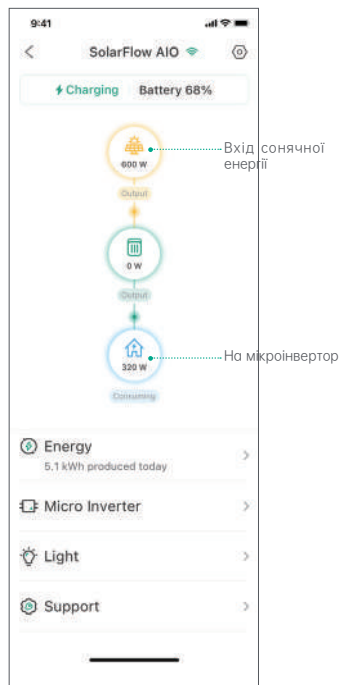 9:41
SolarFlow AIO
Charging Battery 68%
Вхід сонячної
енергії
600 W
Output
0 W
Output
На мікроінвертор
320 W
Consuming
Energy
5.1 kWh produced today
Micro Inverter
Light
Support